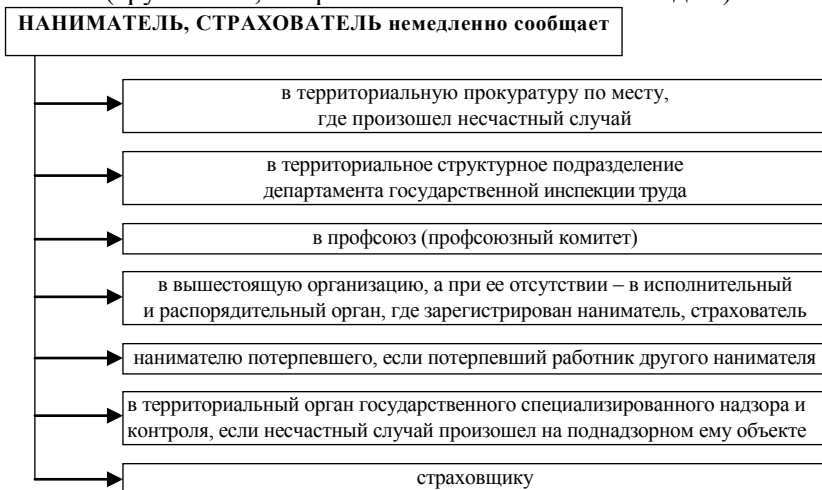 НАНИМАТЕЛЬ, СТРАХОВАТЕЛЬ немедленно сообщает
в территориальную прокуратуру по месту,
где произошел несчастный случай
в территориальное структурное подразделение
департамента государственной инспекции труда
в профсоюз (профсоюзный комитет)
в вышестоящую организацию, а при ее отсутствии – в исполнительный
и распорядительный орган, где зарегистрирован наниматель, страхователь
нанимателю потерпевшего, если потерпевший работник другого нанимателя
в территориальный орган государственного специализированного надзора и
контроля, если несчастный случай произошел на поднадзорном ему объекте
страховщику